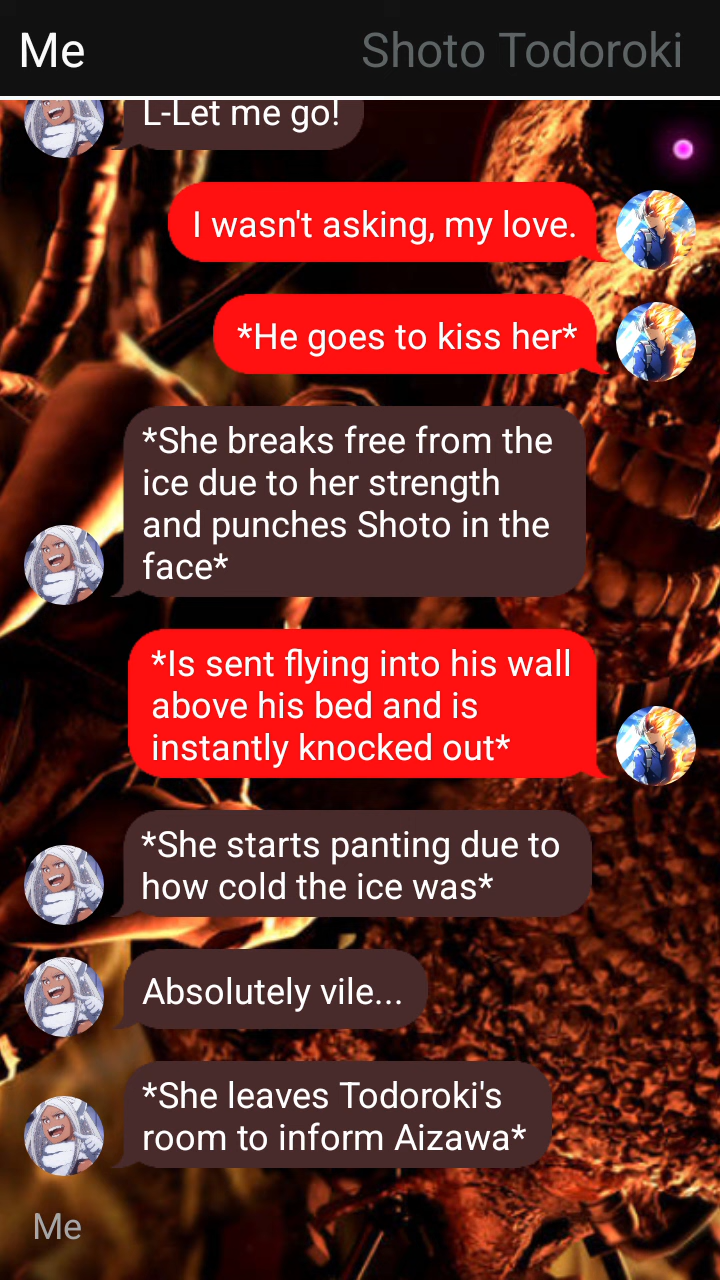 Me
Shoto Todoroki
L-Let me go!
I wasn't asking, my love.
*He goes to kiss her*
*She breaks free from the
ice due to her strength
and punches Shoto in the
face*
*Is sent flying into his wall
above his bed and is
instantly knocked out*
*She starts panting due to
how cold the ice was*
Absolutely vile...
*She leaves Todoroki's
room to inform Aizawa*
Me